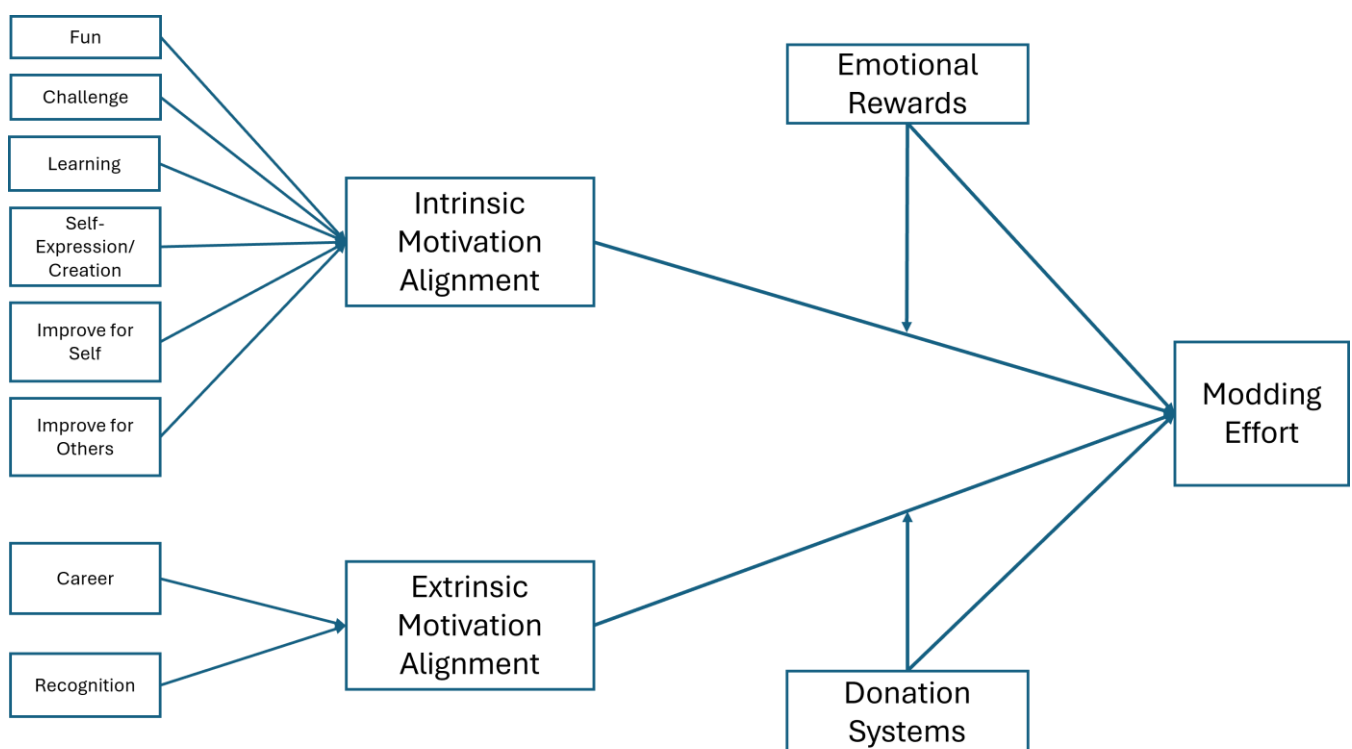 Fun
Challenge
Learning
Self-
Expression/
Creation
Improve for
Self
Improve for
Others
Career
Recognition
Intrinsic
Motivation
Alignment
Extrinsic
Motivation
Alignment
Emotional
Rewards
Donation
Systems
Modding
Effort